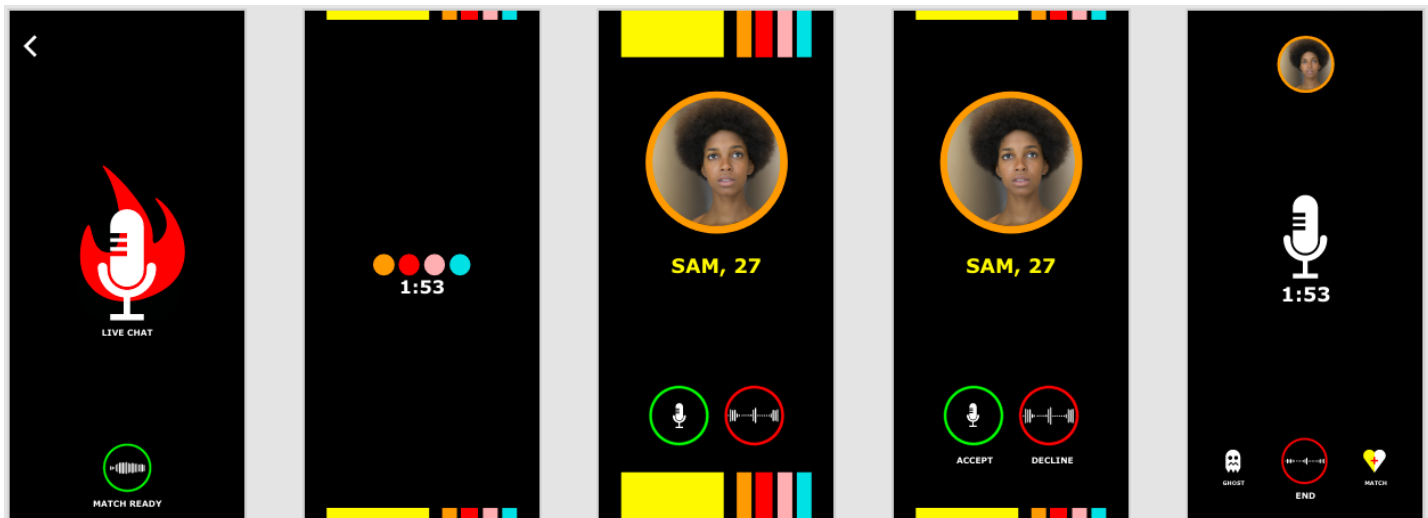 LIVE CHAT
MATCH READY
1:53
SAM, 27
SAM, 27
ACCEPT DECLINE
1:53
GHOST
END
MATCH